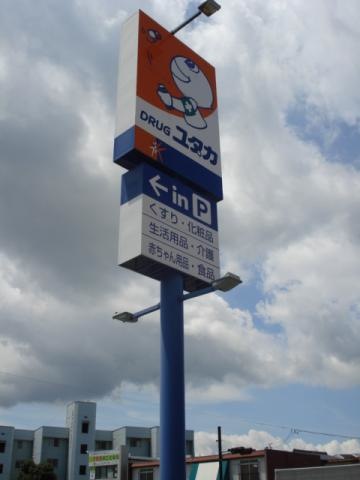 DRUG ユタカ
← in P
くすり・化粧品
生活用品・介護
赤ちゃん用品・食品